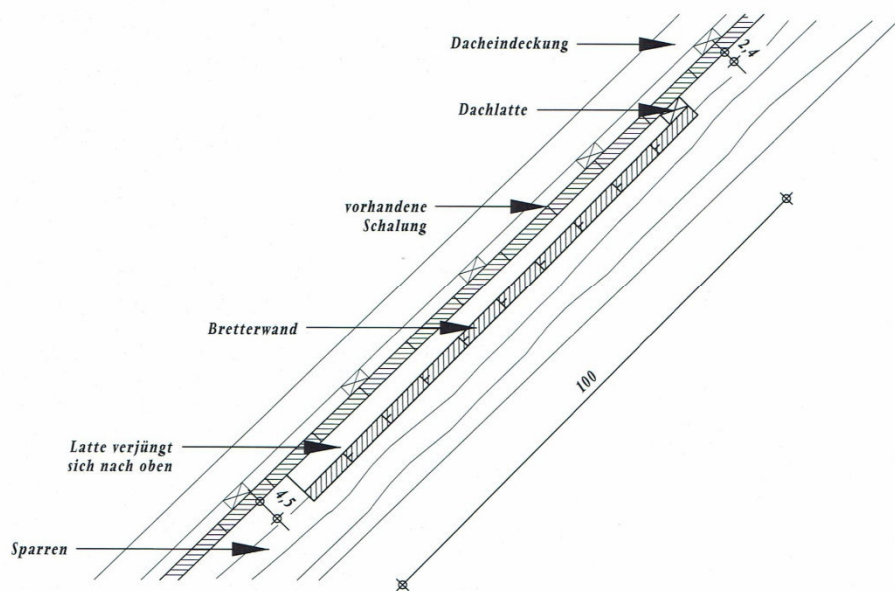 Dacheindeckung
2,4
Dachlatte
vorhandene
Schalung
Bretterwand
100
Latte verjüngt
sich nach oben
4,5
Sparren